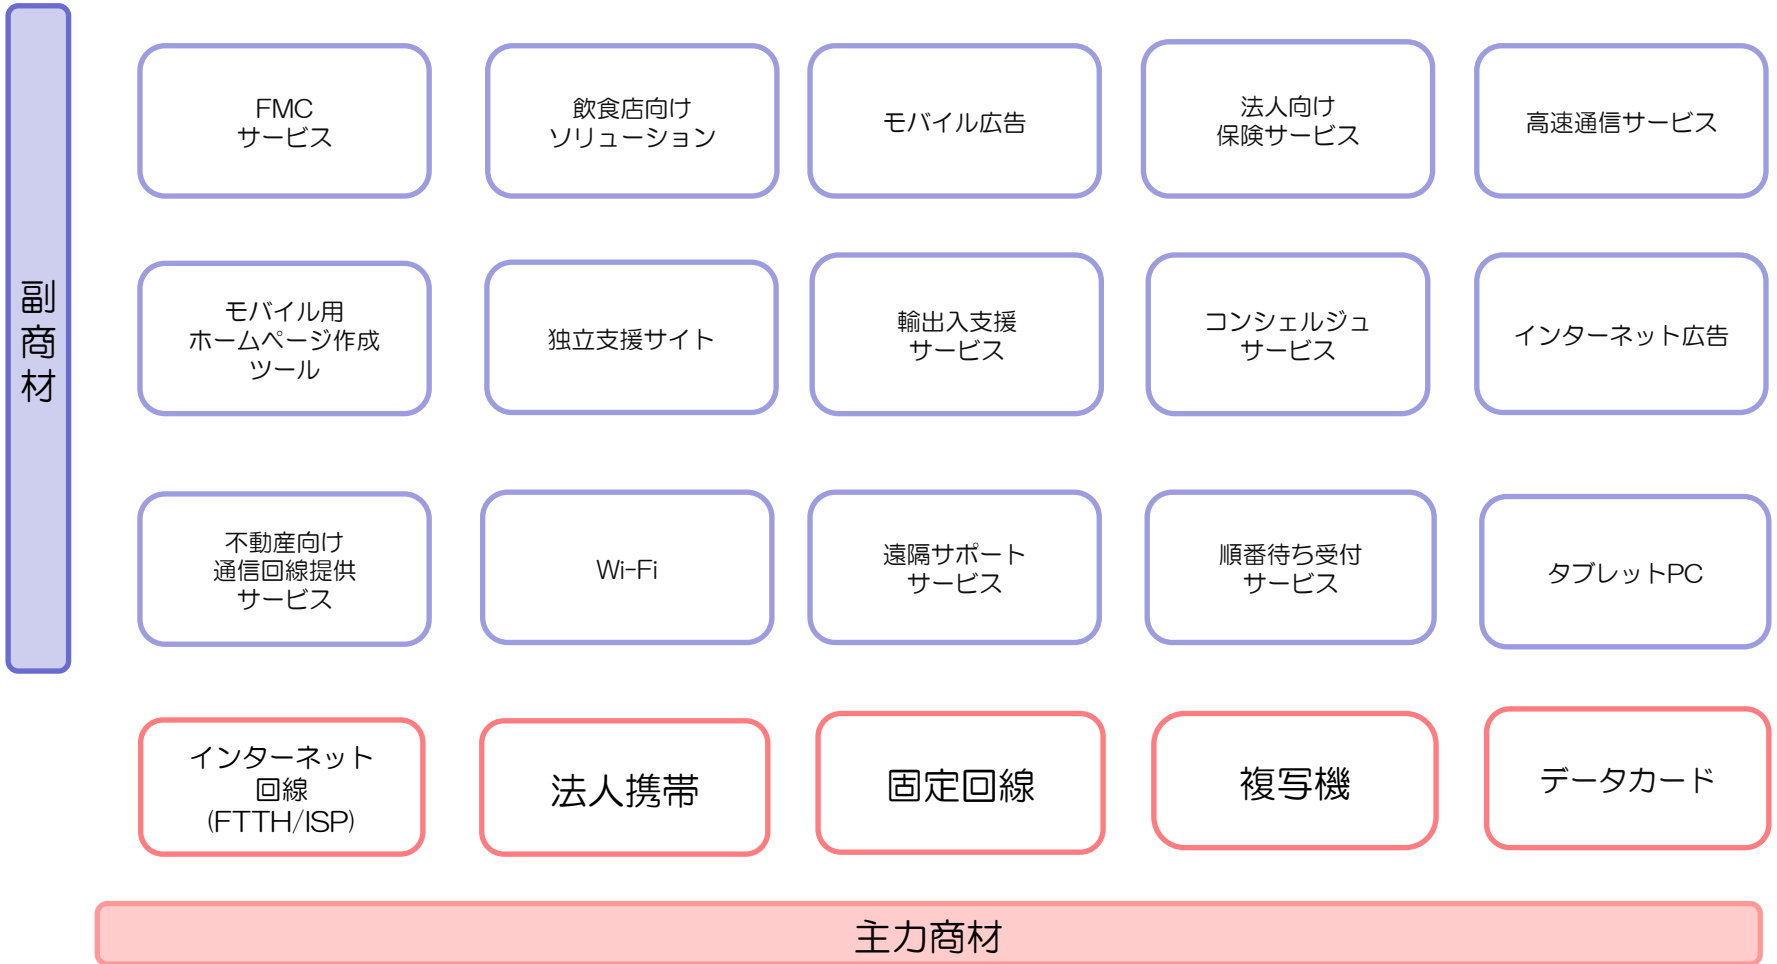 副商材
FMC
サービス
飲食店向け
ソリューション
モバイル広告
法人向け
保険サービス
高速通信サービス
モバイル用
ホームページ作成
ツール
独立支援サイト
輸出入支援
サービス
コンシェルジュ
サービス
インターネット広告
不動産向け
通信回線提供
サービス
Wi-Fi
遠隔サポート
サービス
順番待ち受付
サービス
タブレットPC
インターネット
回線
(FTTH/ISP)
法人携帯
固定回線
複写機
データカード
主力商材